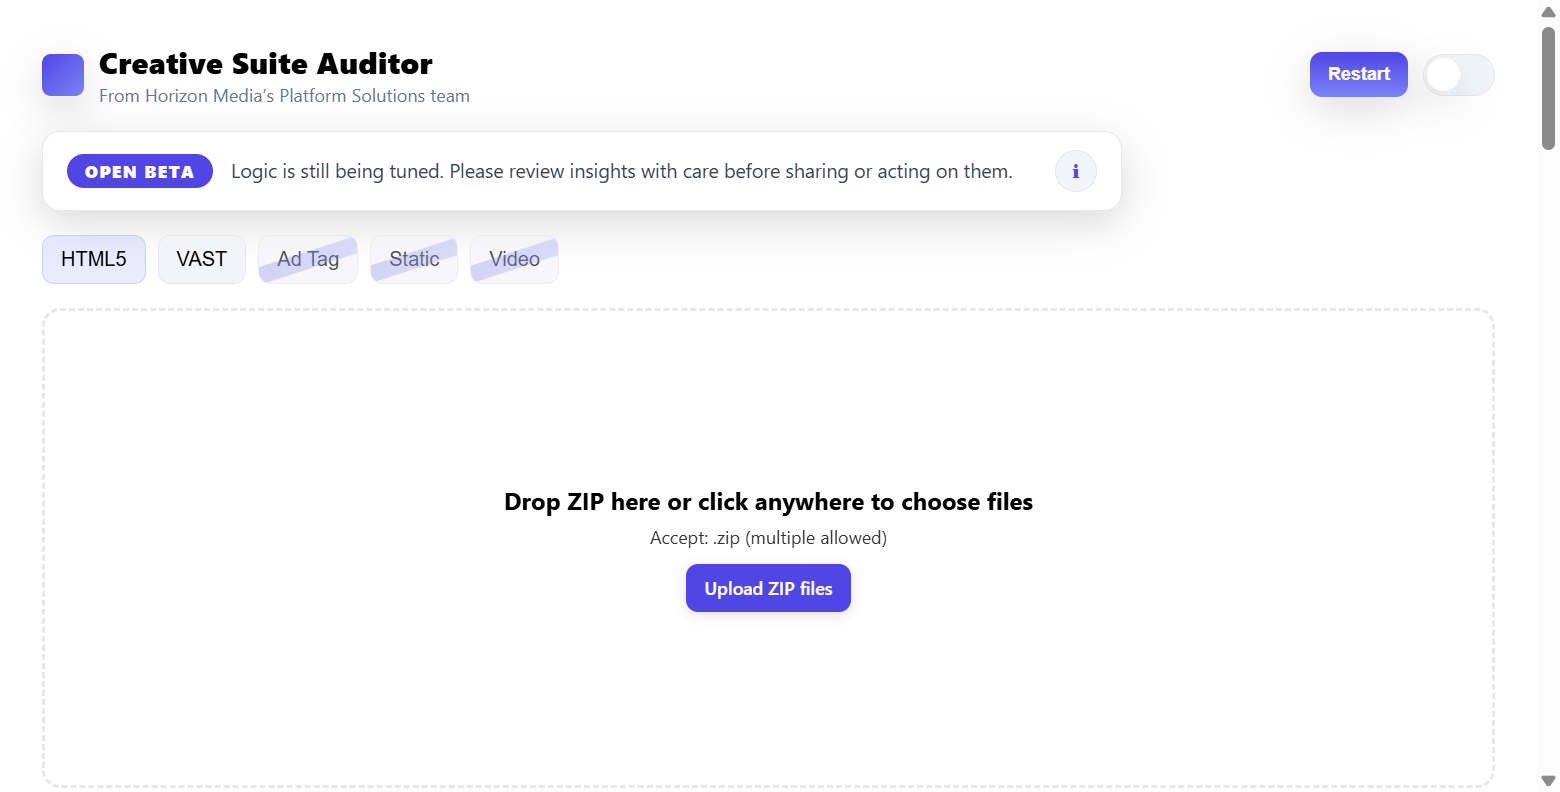 Creative Suite Auditor
From Horizon Media’s Platform Solutions team
Restart
OPEN BETA Logic is still being tuned. Please review insights with care before sharing or acting on them. i
HTML5 VAST Ad Tag Static Video
Drop ZIP here or click anywhere to choose files
Accept: .zip (multiple allowed)
Upload ZIP files